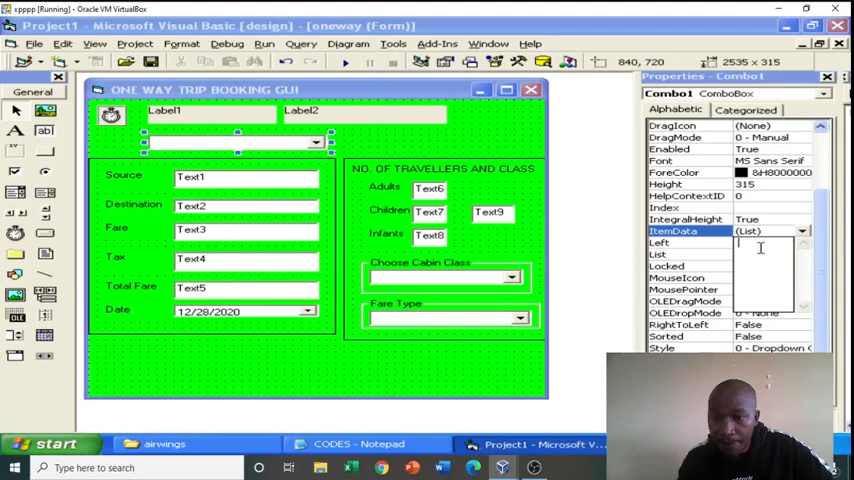 xpppp [Running] - Oracle VM VirtualBox
Project1 - Microsoft Visual Basic [design] - [oneway (Form)]
File Edit View Project Format Debug Run Query Diagram Tools Add-Ins Window Help
840, 720 2535 x 315
General
A ab|
OLE
ONE WAY TRIP BOOKING GUI
Label1 Label2
Source Text1
Destination Text2
Fare Text3
Tax Text4
Total Fare Text5
Date 12/28/2020
NO. OF TRAVELLERS AND CLASS
Adults Text6
Children Text7 Text9
Infants Text8
Choose Cabin Class
Fare Type
Properties - Combo1
Combo1 ComboBox
Alphabetic Categorized
DragIcon (None)
DragMode 0 - Manual
Enabled True
Font MS Sans Serif
ForeColor &H8000000
Height 315
HelpContextID 0
Index
IntegralHeight True
ItemData (List)
Left
List
Locked
MouseIcon
MousePointer
OLEDragMode
OLEDropMode 0 - None
RightToLeft False
Sorted False
Style 0 - Dropdown C
start airwings CODES - Notepad Project1 - Microsoft V...
Type here to search